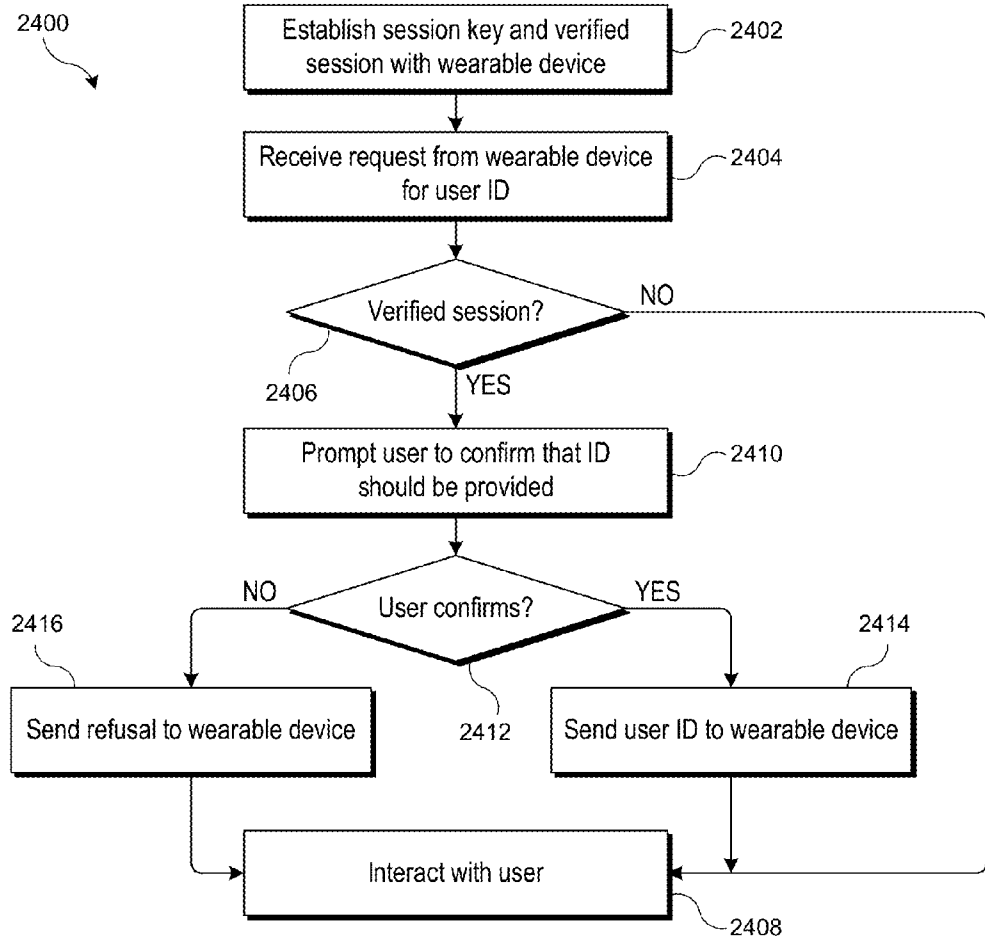 2400
Establish session key and verified
session with wearable device
2402
Receive request from wearable device
for user ID
2404
Verified session?
NO
2406
YES
Prompt user to confirm that ID
should be provided
2410
NO
User confirms?
YES
2416
2414
2412
Send refusal to wearable device
Send user ID to wearable device
Interact with user
2408